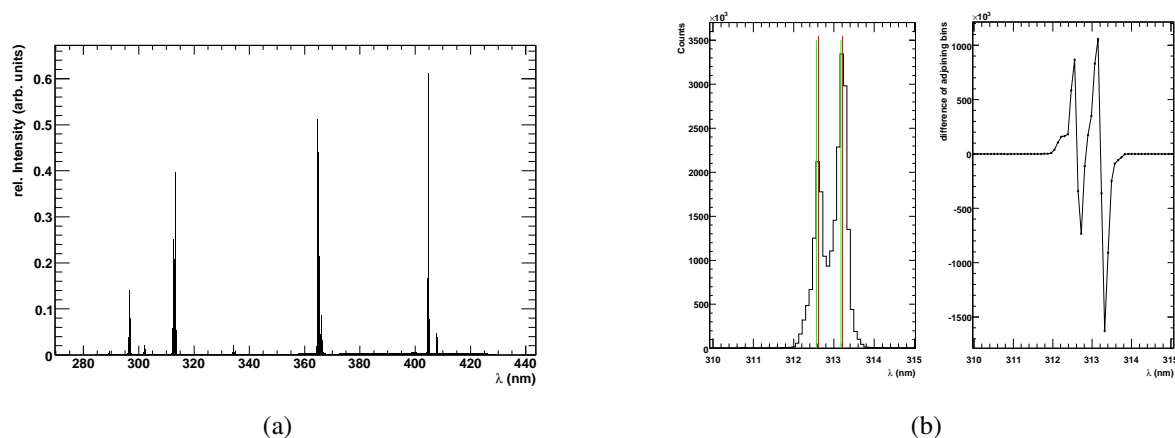 rel. Intensity (arb. units)
0.6
0.5
0.4
0.3
0.2
0.1
0
280 300 320 340 360 380 400 420 440
λ (nm)
(a)
×10³
Counts
3500
3000
2500
2000
1500
1000
500
0
310 311 312 313 314 315
λ (nm)
×10³
difference of adjoining bins
1000
500
0
-500
-1000
-1500
310 311 312 313 314 315
λ (nm)
(b)